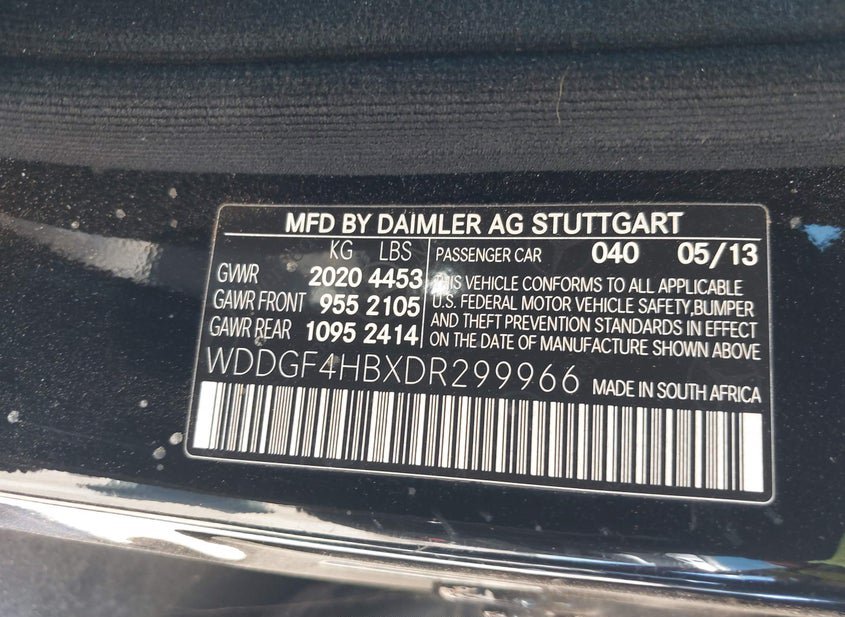 MFD BY DAIMLER AG STUTTGART
KG LBS
GVWR 2020 4453
GAWR FRONT 955 2105
GAWR REAR 1095 2414
PASSENGER CAR 040 05/13
THIS VEHICLE CONFORMS TO ALL APPLICABLE
U.S. FEDERAL MOTOR VEHICLE SAFETY,BUMPER
AND THEFT PREVENTION STANDARDS IN EFFECT
ON THE DATE OF MANUFACTURE SHOWN ABOVE
WDDGF4HBXDR299966 MADE IN SOUTH AFRICA